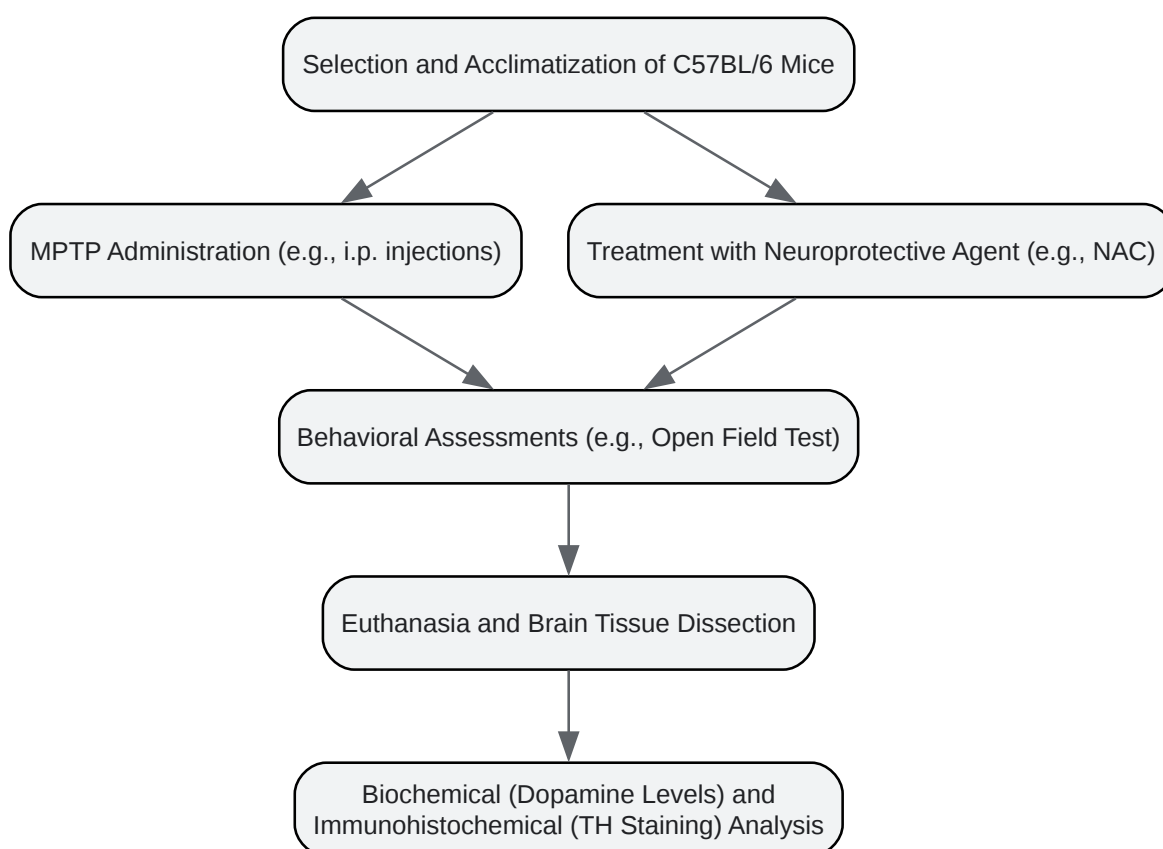 Selection and Acclimatization of C57BL/6 Mice
MPTP Administration (e.g., i.p. injections)
Treatment with Neuroprotective Agent (e.g., NAC)
Behavioral Assessments (e.g., Open Field Test)
Euthanasia and Brain Tissue Dissection
Biochemical (Dopamine Levels) and
Immunohistochemical (TH Staining) Analysis